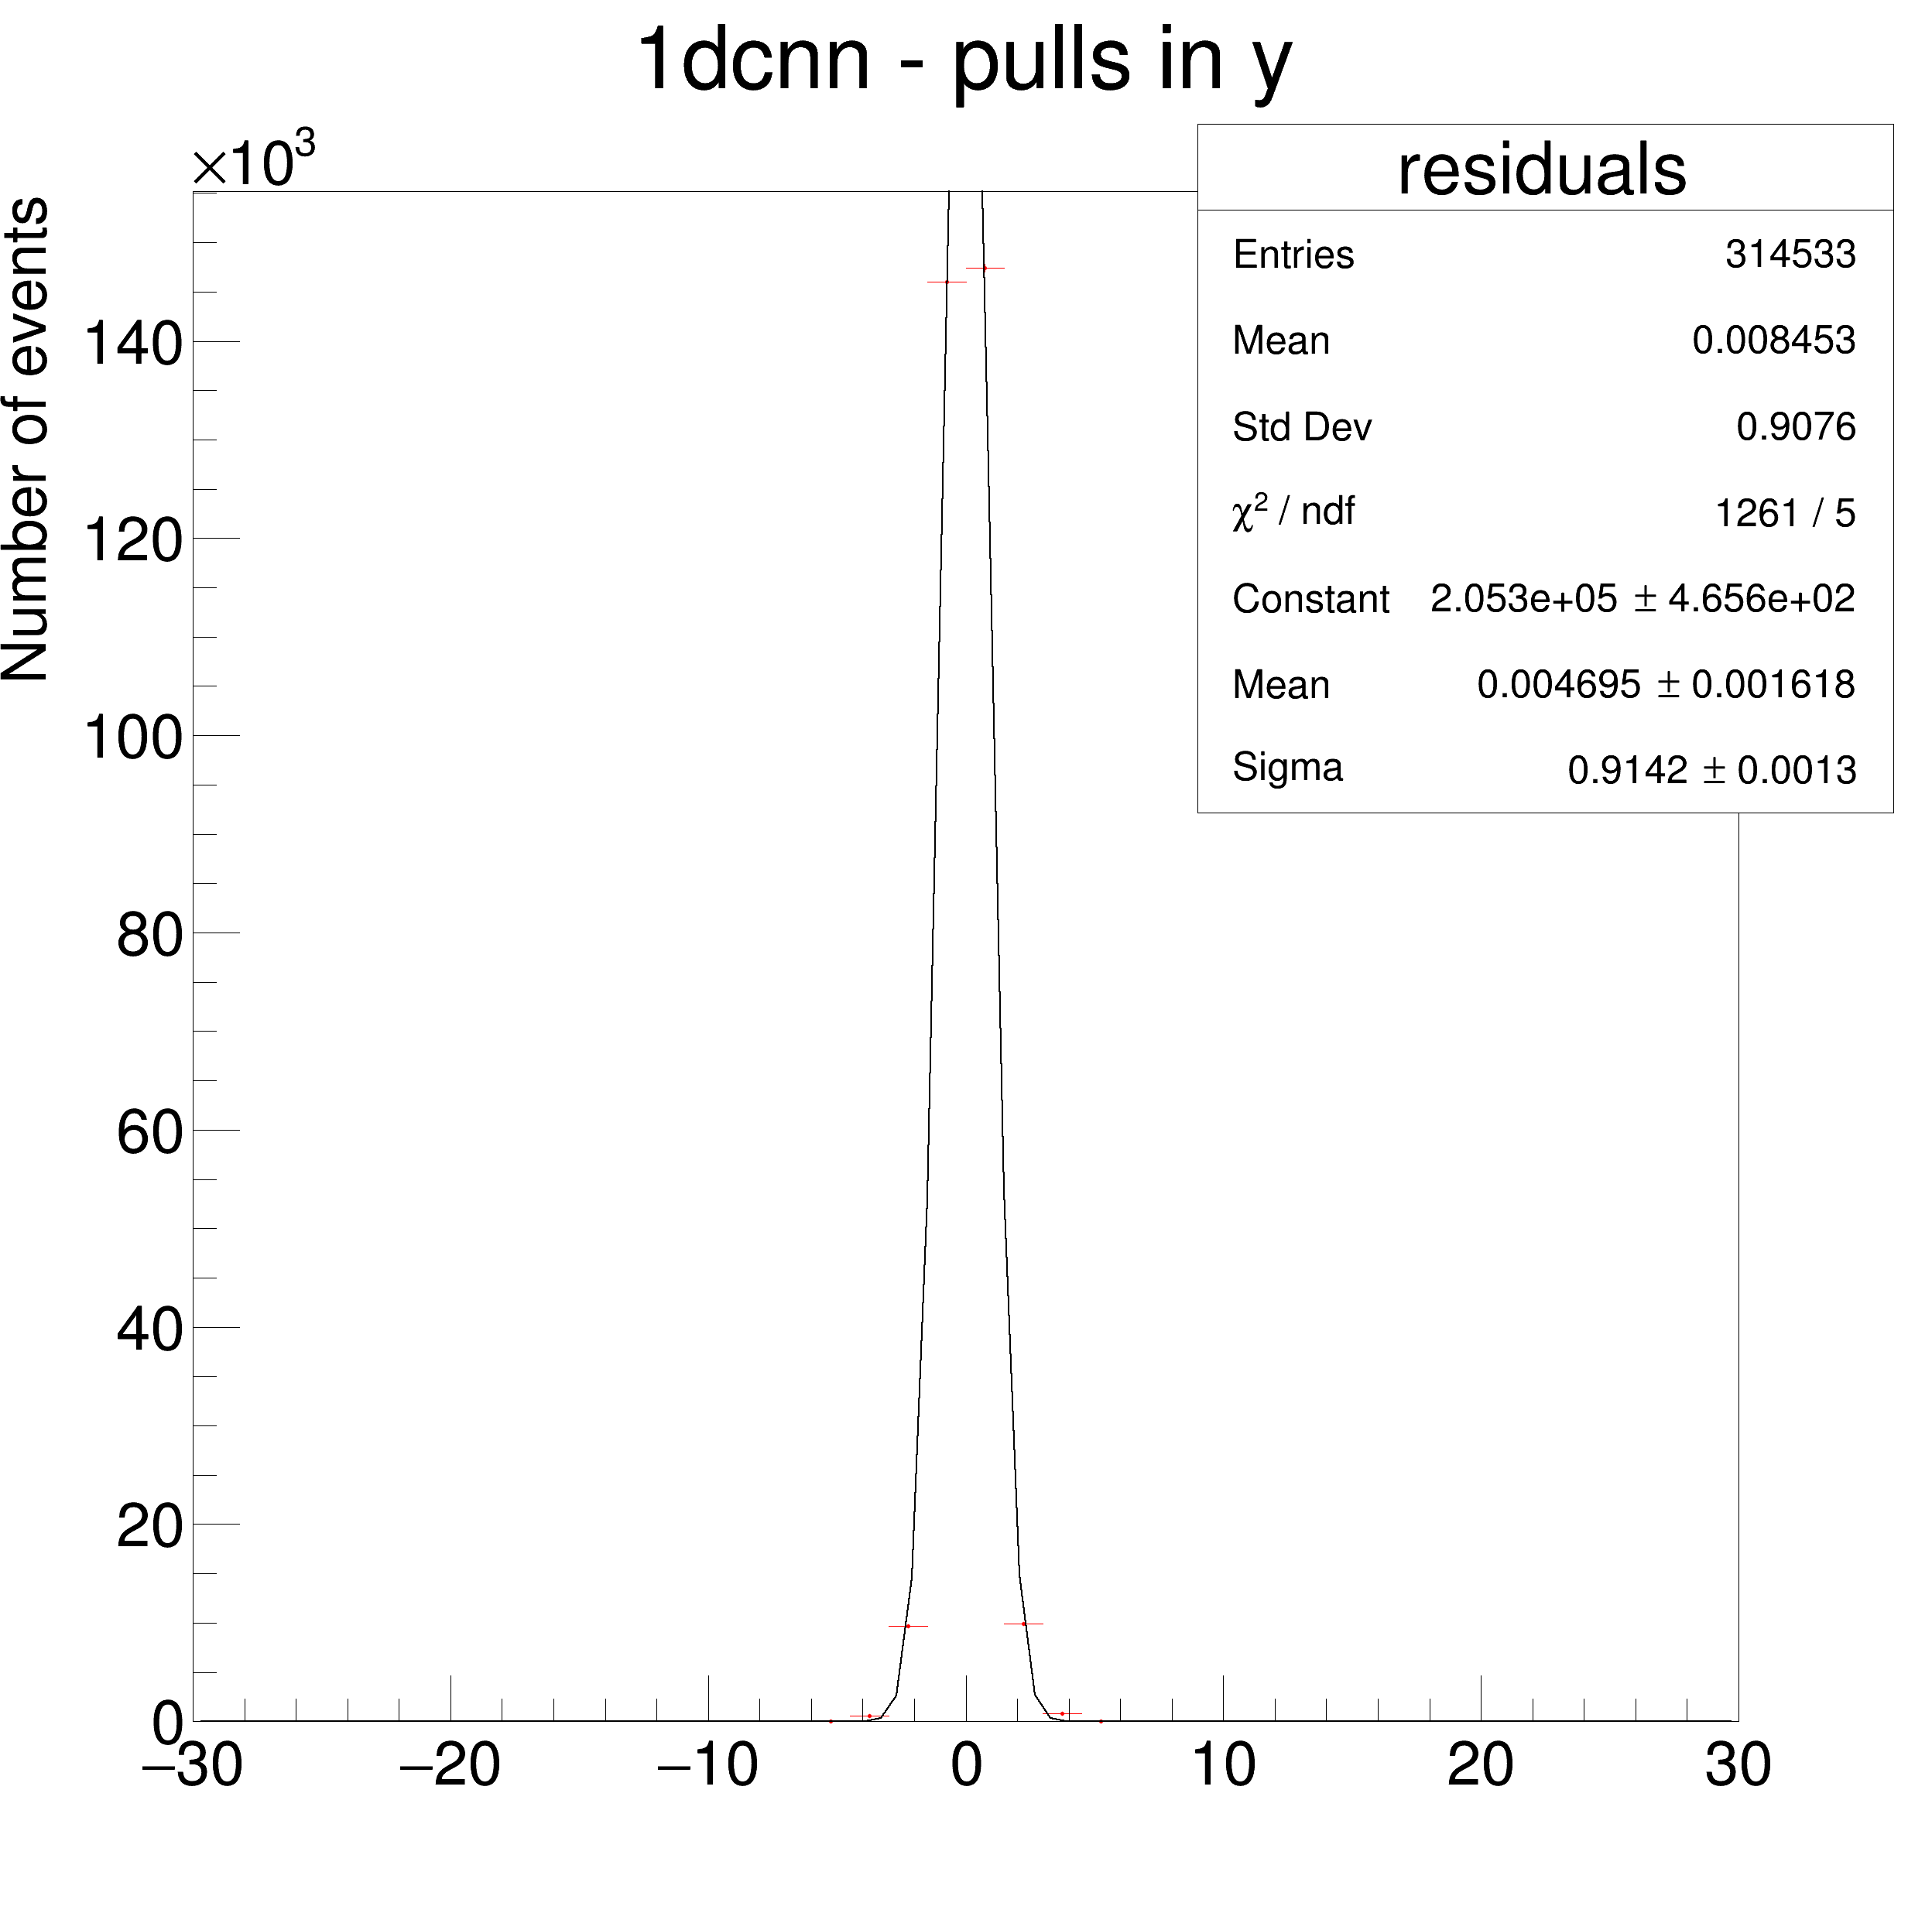 1dcnn - pulls in y
×10³
Number of events
residuals
Entries 314533
Mean 0.008453
Std Dev 0.9076
χ² / ndf 1261 / 5
Constant 2.053e+05 ± 4.656e+02
Mean 0.004695 ± 0.001618
Sigma 0.9142 ± 0.0013
140
120
100
80
60
40
20
0
−30 −20 −10 0 10 20 30